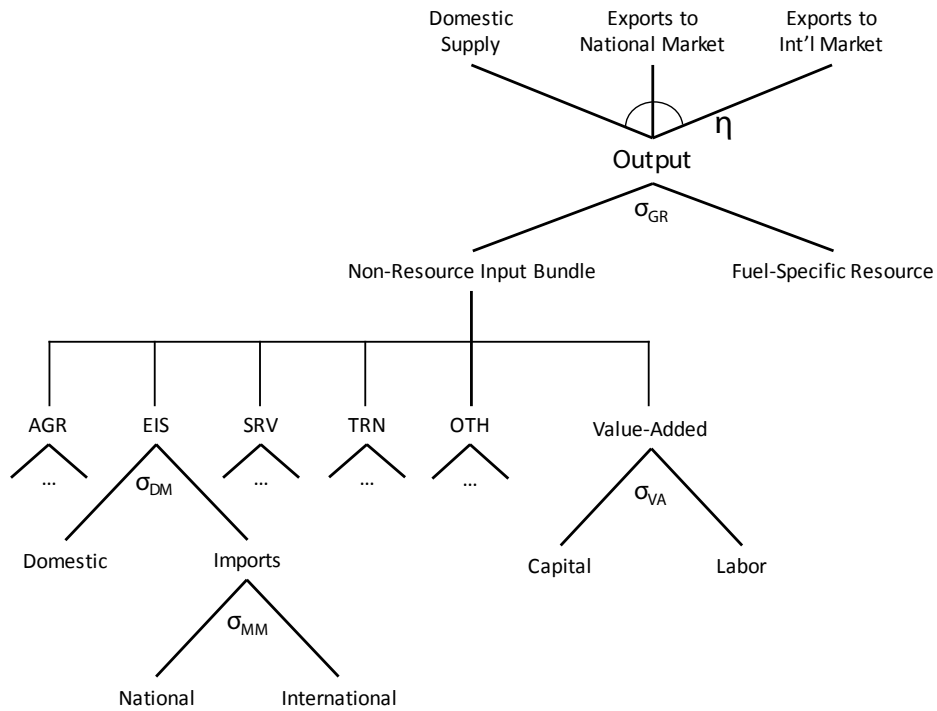 Domestic
Supply
Exports to
National Market
Exports to
Int'l Market
η
Output
σGR
Non-Resource Input Bundle
Fuel-Specific Resource
AGR
EIS
SRV
TRN
OTH
Value-Added
...
σDM
...
...
...
σVA
Domestic
Imports
Capital
Labor
σMM
National
International